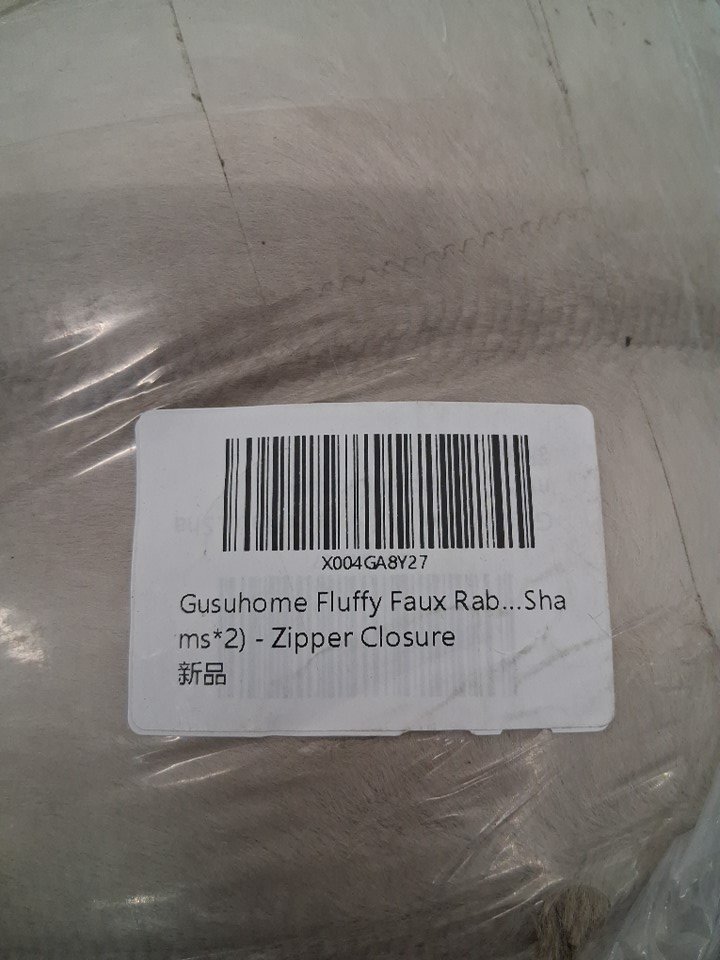 X004GA8Y27
Gusuhome Fluffy Faux Rab...Sha
ms*2) - Zipper Closure
新品